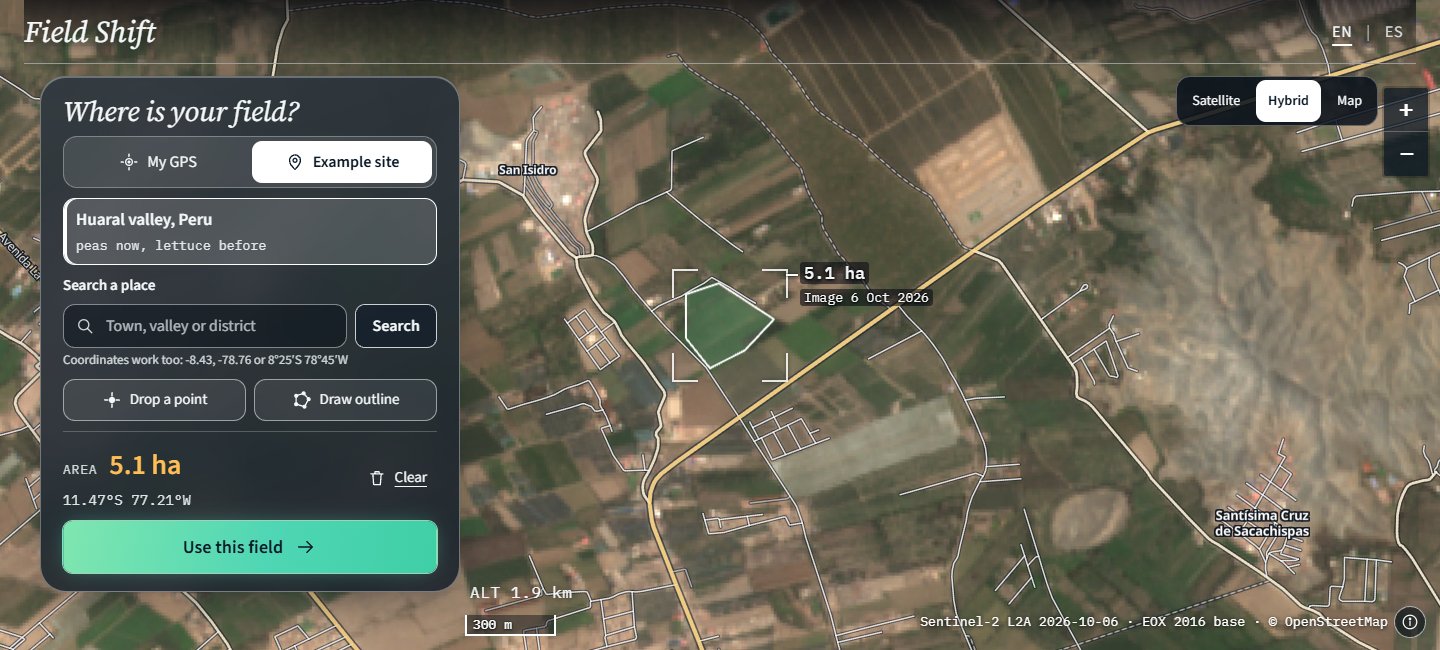 Field Shift
EN | ES
Where is your field?
My GPS
Example site
Huaral valley, Peru
peas now, lettuce before
Search a place
Town, valley or district
Search
Coordinates work too: -8.43, -78.76 or 8°25'S 78°45'W
Drop a point
Draw outline
AREA 5.1 ha
Clear
11.47°S 77.21°W
Use this field →
Satellite
Hybrid
Map
+
−
San Isidro
5.1 ha
Image 6 Oct 2026
Santísima Cruz
de Sacachispas
ALT 1.9 km
300 m
Sentinel-2 L2A 2026-10-06 · EOX 2016 base · © OpenStreetMap